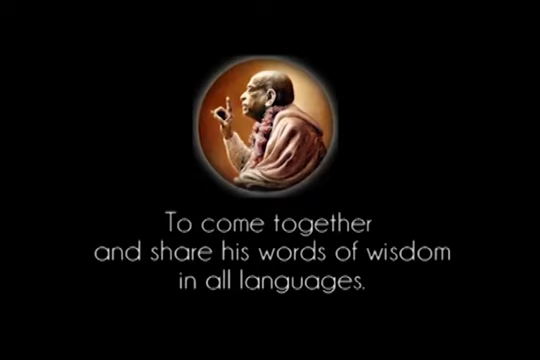 To come together
and share his words of wisdom
in all languages.